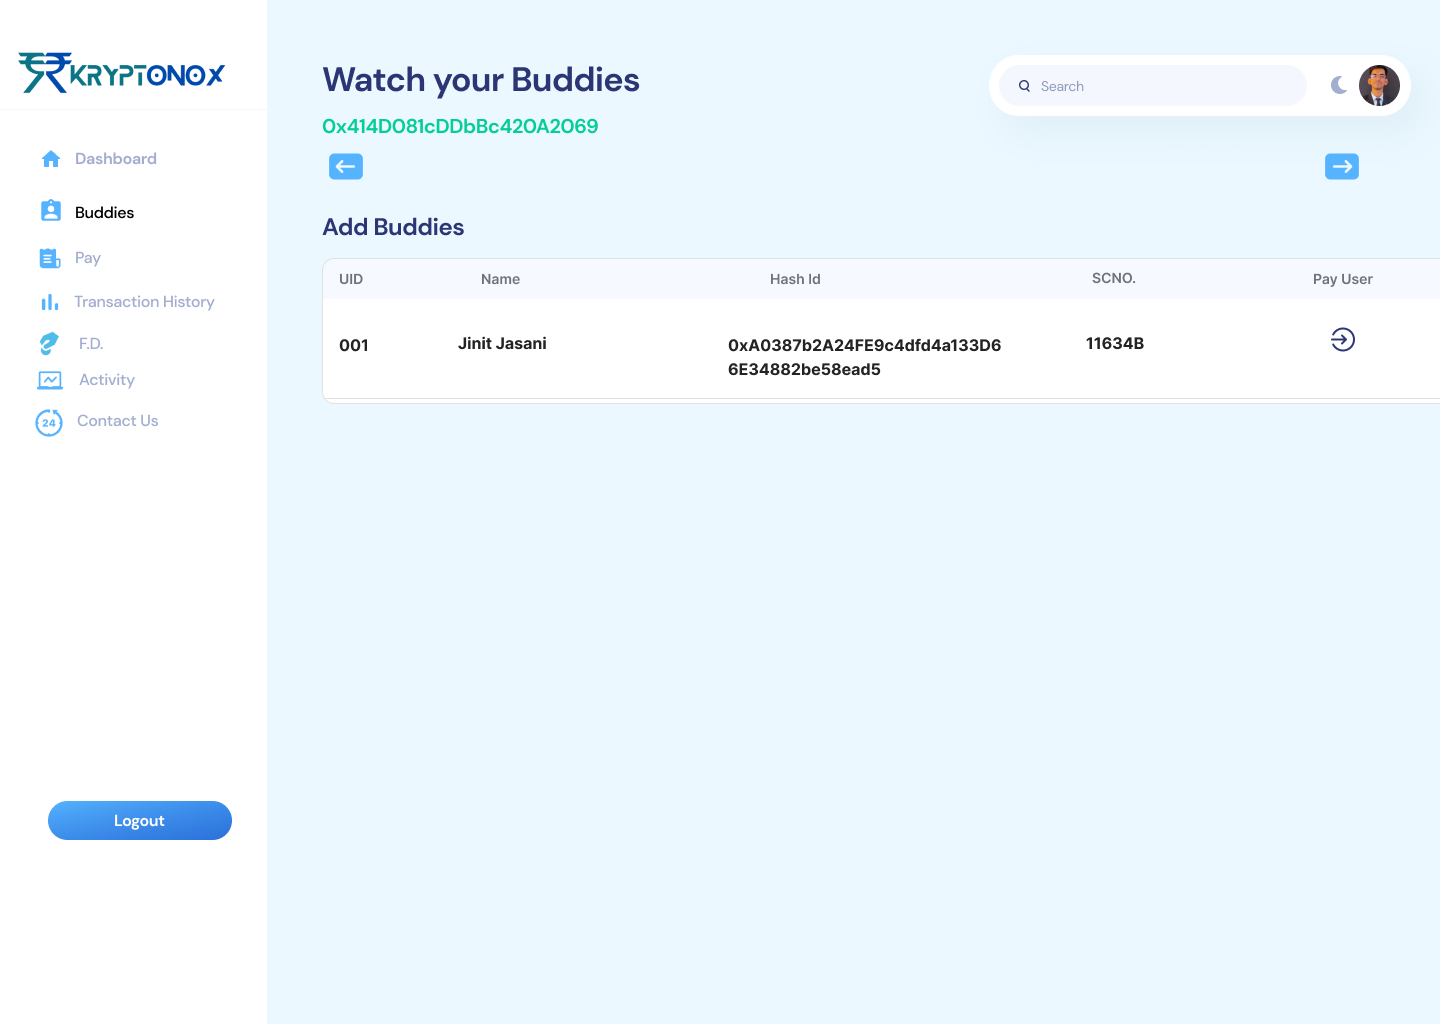 KRYPTONOX
Watch your Buddies
Search
0x414D081cDDbBc420A2069
Dashboard
Buddies
Pay
Transaction History
F.D.
Activity
24
Contact Us
Logout
Add Buddies
UID Name Hash Id SCNO. Pay User
001 Jinit Jasani 0xA0387b2A24FE9c4dfd4a133D6 11634B
6E34882be58ead5